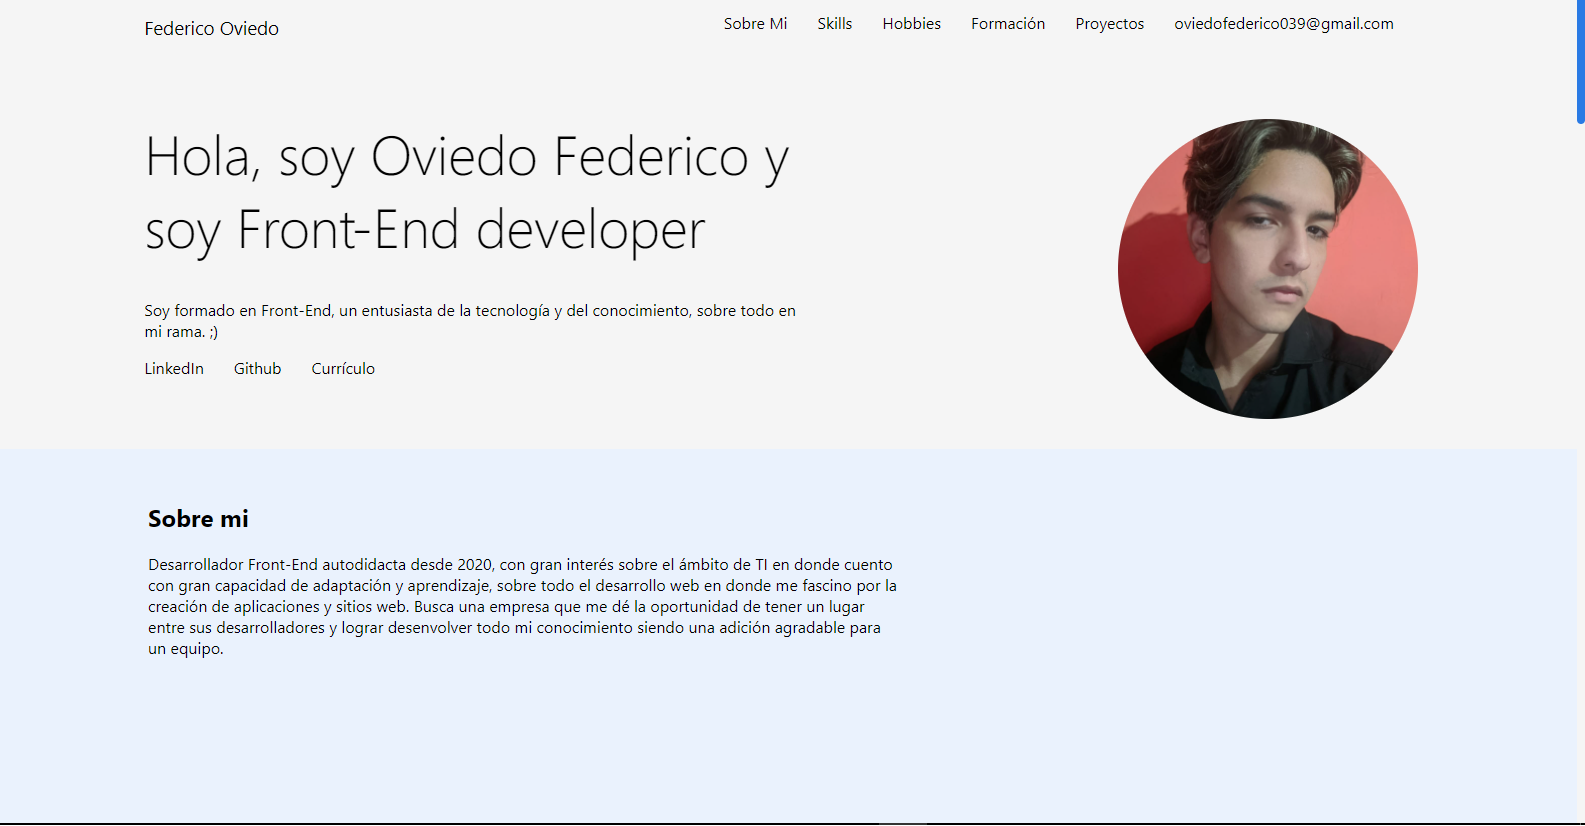 Federico Oviedo
Sobre Mi Skills Hobbies Formación Proyectos oviedofederico039@gmail.com
Hola, soy Oviedo Federico y
soy Front-End developer
Soy formado en Front-End, un entusiasta de la tecnología y del conocimiento, sobre todo en
mi rama. ;)
LinkedIn Github Currículo
Sobre mi
Desarrollador Front-End autodidacta desde 2020, con gran interés sobre el ámbito de TI en donde cuento
con gran capacidad de adaptación y aprendizaje, sobre todo el desarrollo web en donde me fascino por la
creación de aplicaciones y sitios web. Busca una empresa que me dé la oportunidad de tener un lugar
entre sus desarrolladores y lograr desenvolver todo mi conocimiento siendo una adición agradable para
un equipo.